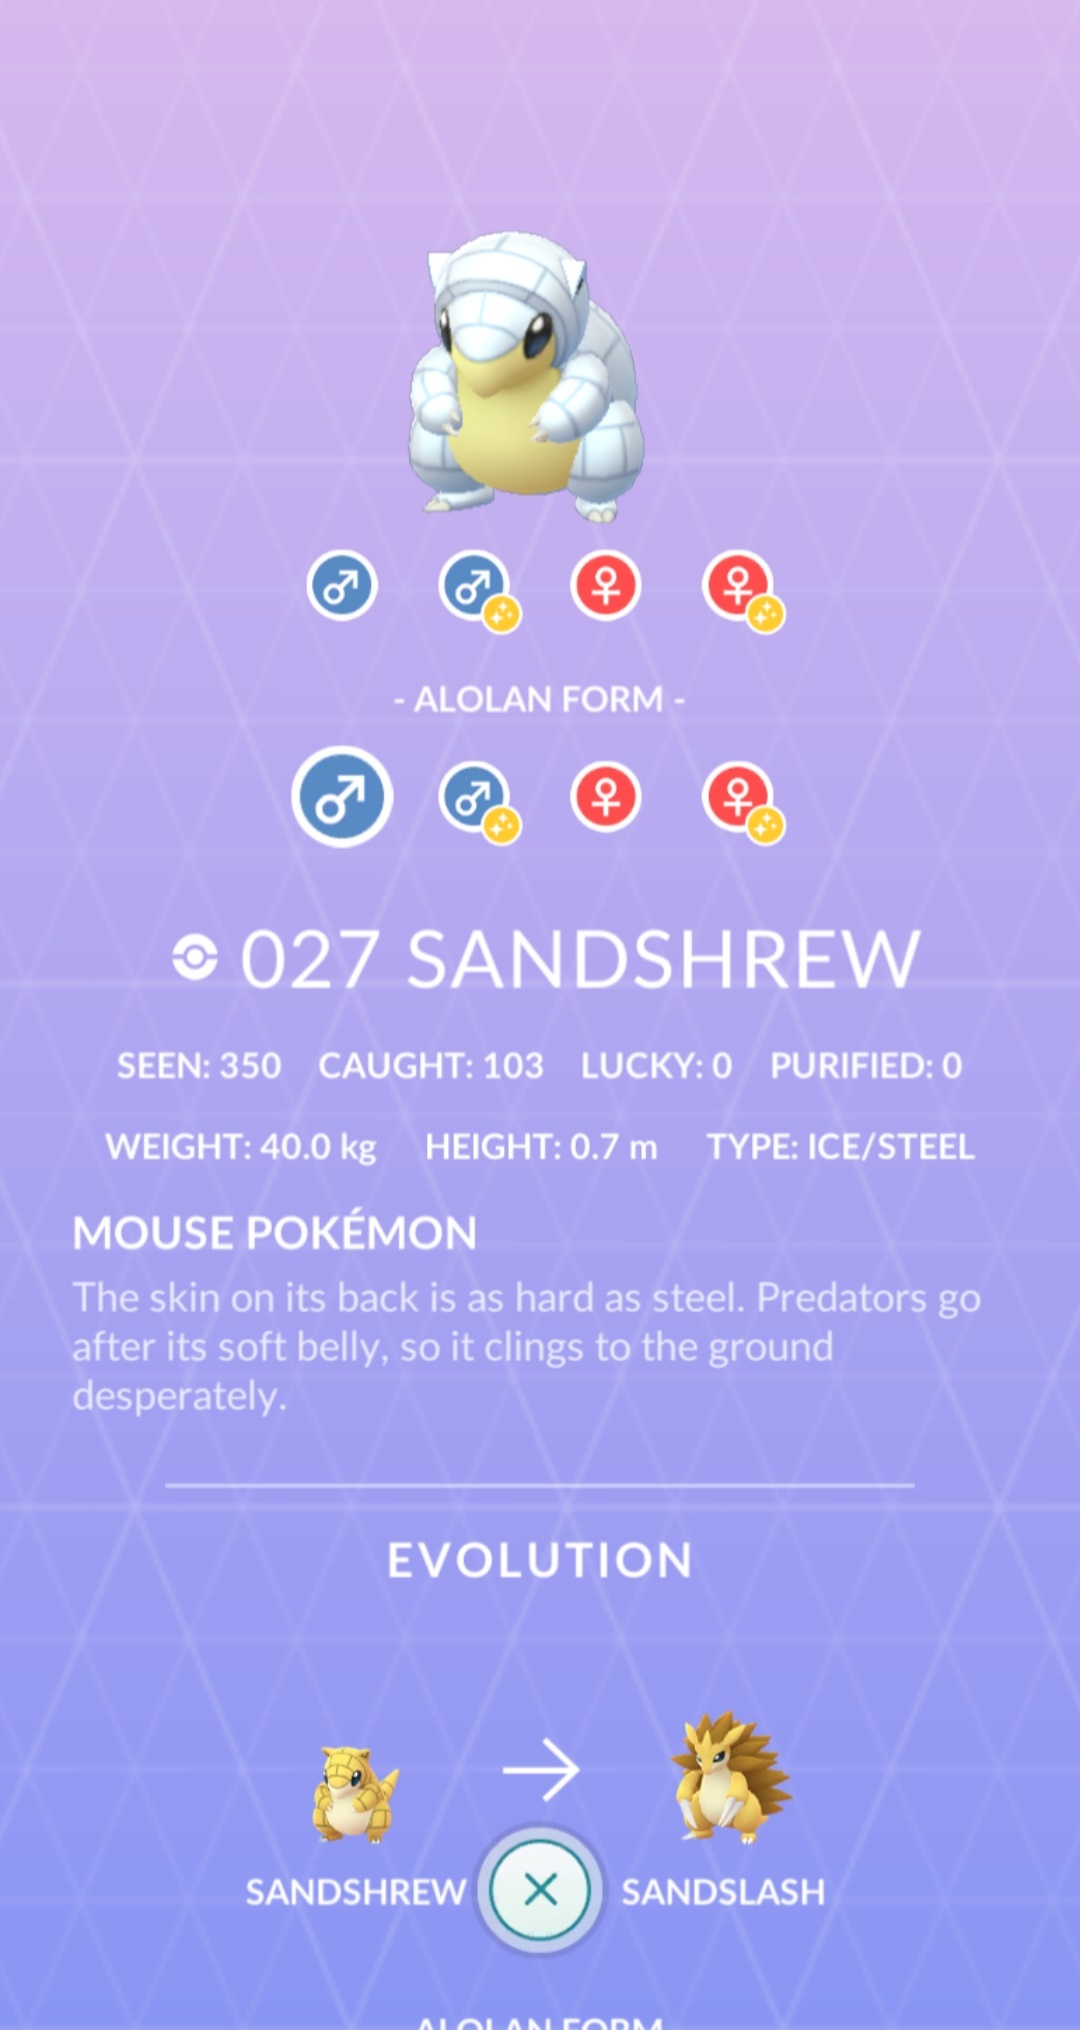 - ALOLAN FORM -
027 SANDSHREW
SEEN: 350 CAUGHT: 103 LUCKY: 0 PURIFIED: 0
WEIGHT: 40.0 kg HEIGHT: 0.7 m TYPE: ICE/STEEL
MOUSE POKÉMON
The skin on its back is as hard as steel. Predators go
after its soft belly, so it clings to the ground
desperately.
EVOLUTION
SANDSHREW SANDSLASH
ALOLAN FORM